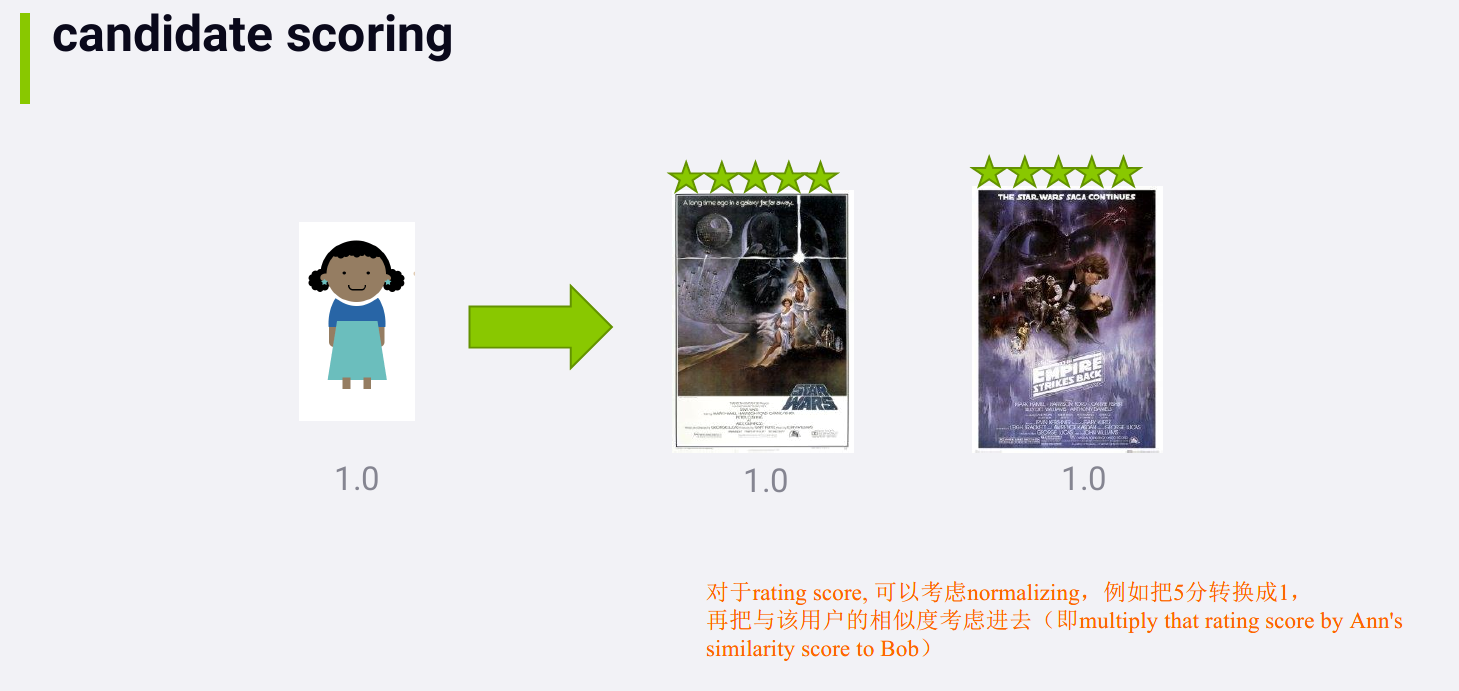 candidate scoring
A long time ago in a galaxy far far away...
THE STAR WARS SAGA CONTINUES
STAR
WARS
EMPIRE
STRIKES BACK
1.0
1.0
1.0
对于rating score, 可以考虑normalizing，例如把5分转换成1，
再把与该用户的相似度考虑进去（即multiply that rating score by Ann's
similarity score to Bob）